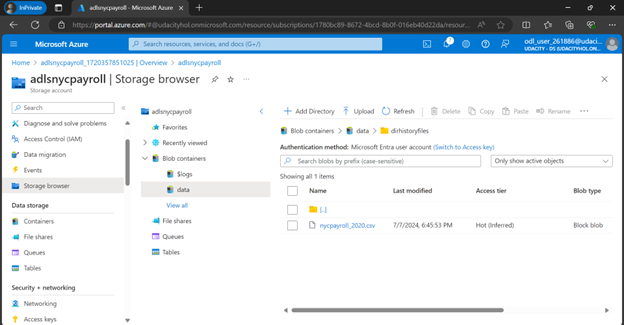 InPrivate
adlsnycpayroll - Microsoft Azure
https://portal.azure.com/#@udacityhol.onmicrosoft.com/resource/subscriptions/1780bc89-8672-4bcd-8b0f-016eb40d22da/resour...
Microsoft Azure
Search resources, services, and docs (G+/)
odl_user_261886@udaci...
UDACITY - D5 (UDACITYHOL.ON...
Home > adlsnycpayroll_1720357851025 | Overview > adlsnycpayroll
adlsnycpayroll | Storage browser
Storage account
Search
Diagnose and solve problems
Access Control (IAM)
Data migration
Events
Storage browser
Data storage
Containers
File shares
Queues
Tables
Security + networking
Networking
Access keys
adlsnycpayroll
Favorites
Recently viewed
Blob containers
$logs
data
View all
File shares
Queues
Tables
Add Directory Upload Refresh Delete Copy Paste Rename
Blob containers > data > dirhistoryfiles
Authentication method: Microsoft Entra user account (Switch to Access key)
Search blobs by prefix (case-sensitive)
Only show active objects
Showing all 1 items
Name Last modified Access tier Blob type
[..]
nycpayroll_2020.csv 7/7/2024, 6:45:53 PM Hot (Inferred) Block blob